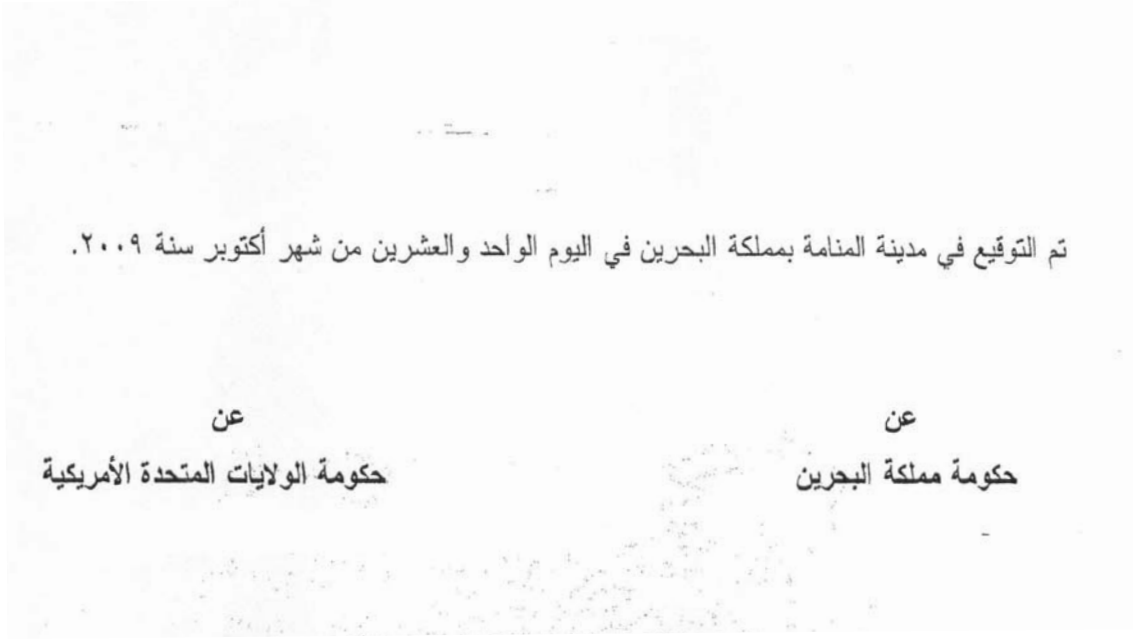 تم التوقيع في مدينة المنامة بمملكة البحرين في اليوم الواحد والعشرين من شهر أكتوبر سنة ٢٠٠٩.
عن
حكومة مملكة البحرين
عن
حكومة الولايات المتحدة الأمريكية